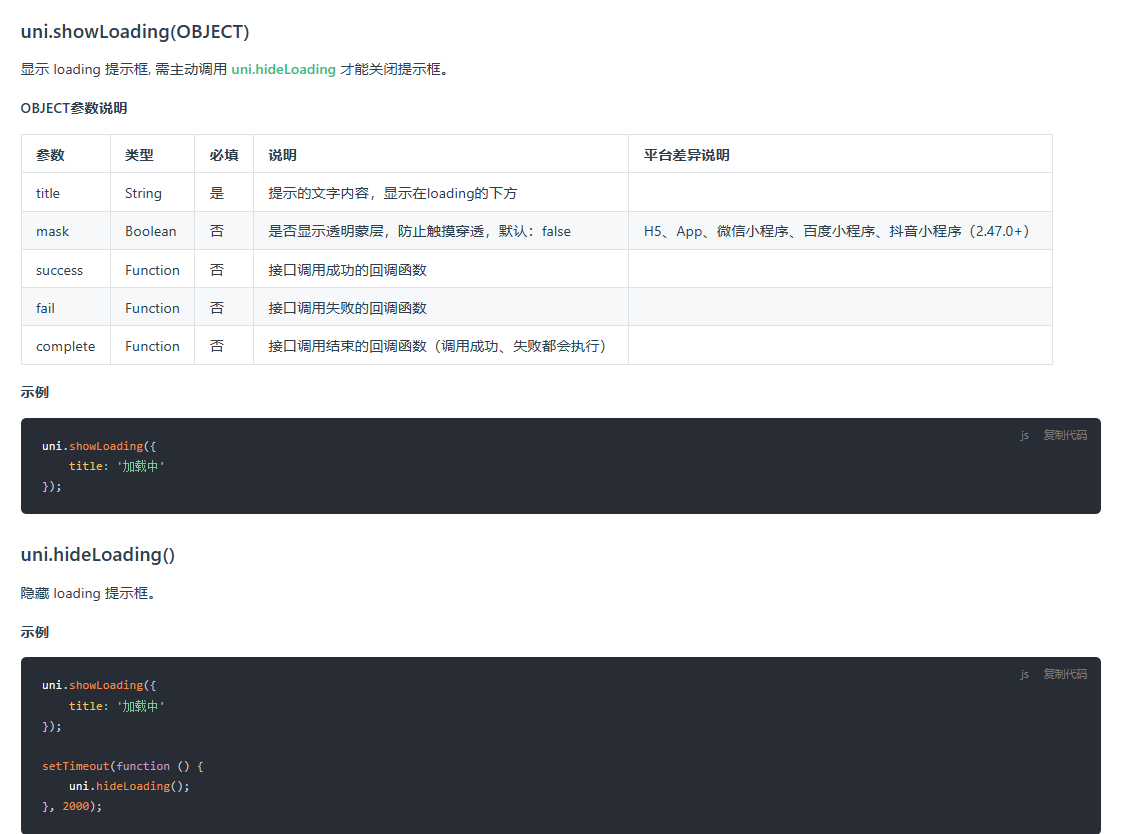 uni.showLoading(OBJECT)
显示 loading 提示框, 需主动调用 uni.hideLoading 才能关闭提示框。
OBJECT参数说明
参数 类型 必填 说明 平台差异说明
title String 是 提示的文字内容，显示在loading的下方
mask Boolean 否 是否显示透明蒙层，防止触摸穿透，默认：false H5、App、微信小程序、百度小程序、抖音小程序（2.47.0+）
success Function 否 接口调用成功的回调函数
fail Function 否 接口调用失败的回调函数
complete Function 否 接口调用结束的回调函数（调用成功、失败都会执行）
示例
js 复制代码
uni.showLoading({
    title: '加载中'
});
uni.hideLoading()
隐藏 loading 提示框。
示例
js 复制代码
uni.showLoading({
    title: '加载中'
});
setTimeout(function () {
    uni.hideLoading();
}, 2000);